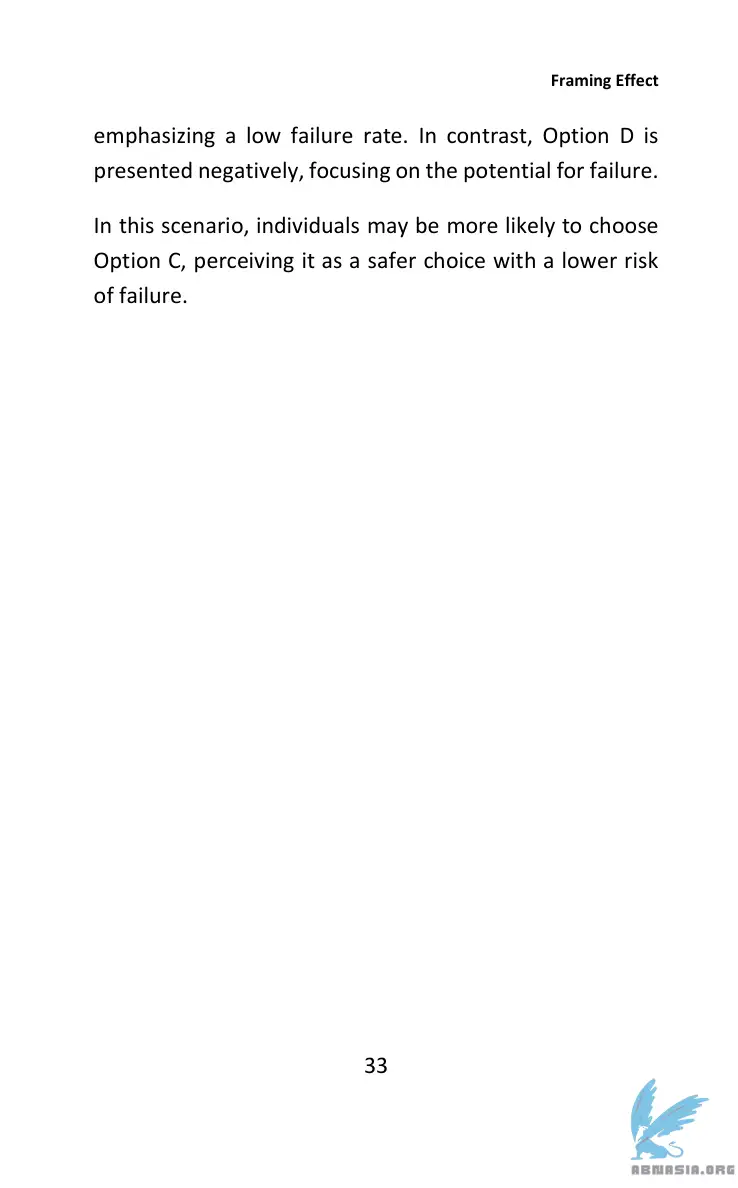 Framing Effect
emphasizing a low failure rate. In contrast, Option D is
presented negatively, focusing on the potential for failure.
In this scenario, individuals may be more likely to choose
Option C, perceiving it as a safer choice with a lower risk
of failure.
33
ABNASIA.ORG